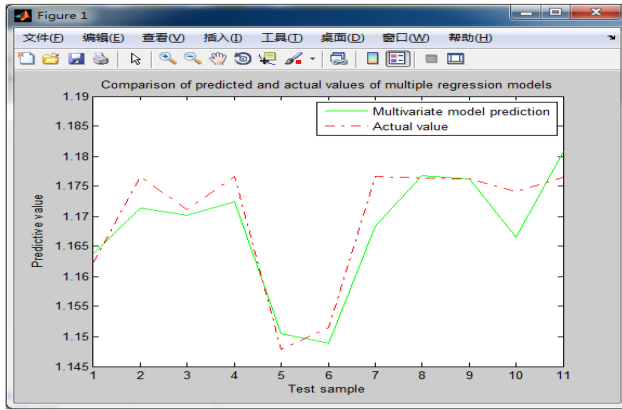 Figure 1
文件(F) 编辑(E) 查看(V) 插入(I) 工具(T) 桌面(D) 窗口(W) 帮助(H)
Comparison of predicted and actual values of multiple regression models
Multivariate model prediction
Actual value
Predictive value
1.19
1.185
1.18
1.175
1.17
1.165
1.16
1.155
1.15
1.145
1 2 3 4 5 6 7 8 9 10 11
Test sample